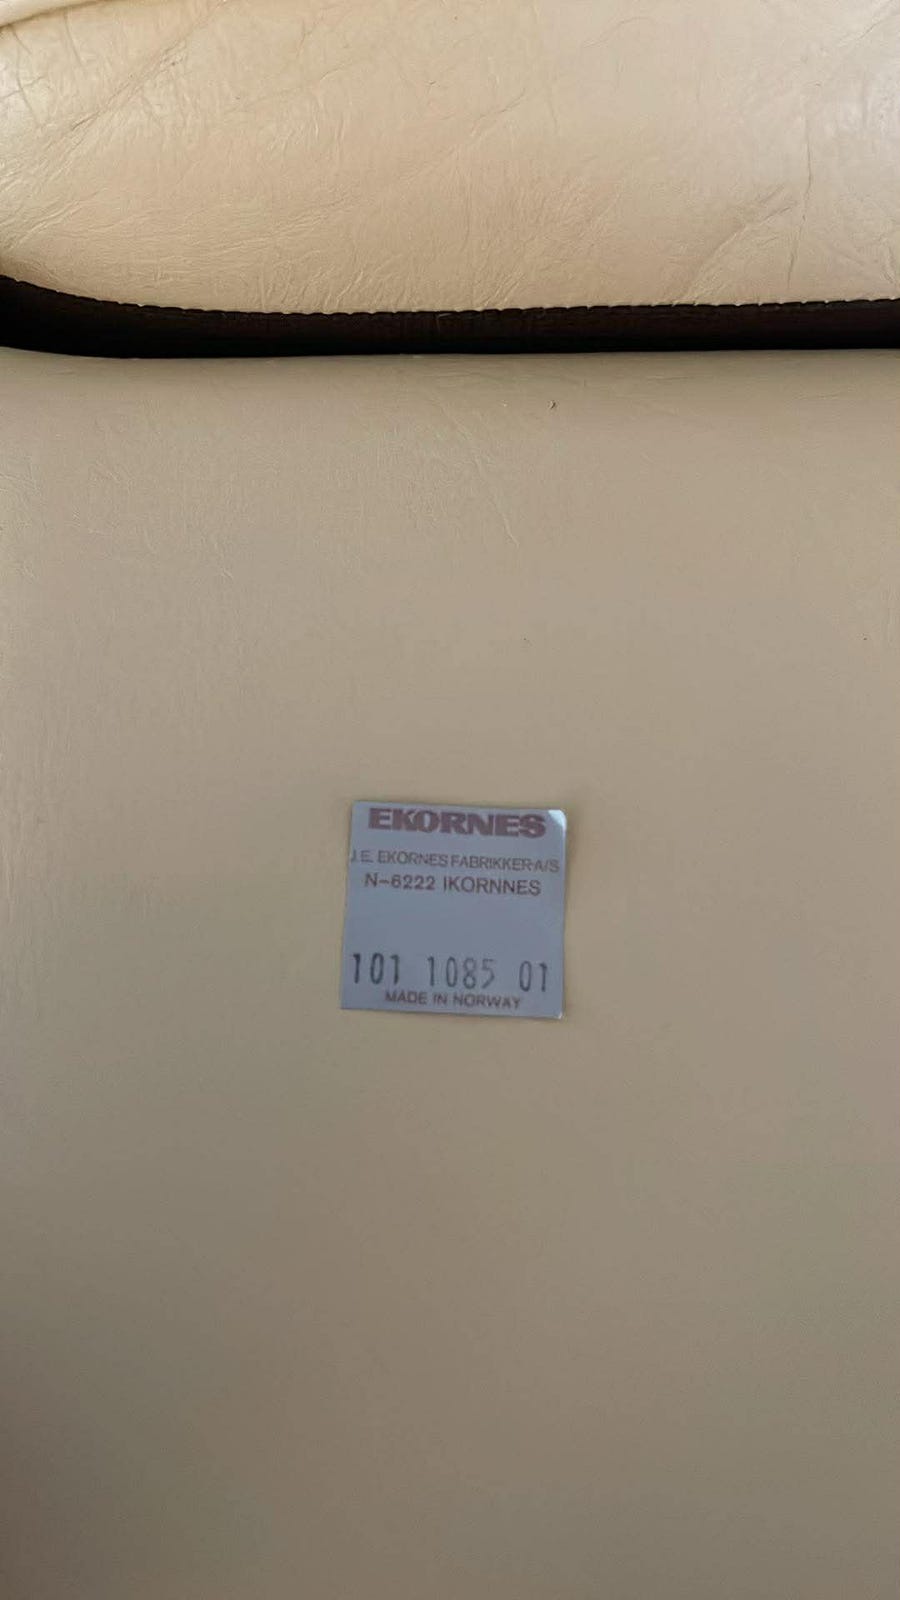 EKORNES
J.E. EKORNES FABRIKKER A/S
N-6222 IKORNNES
101 1085 01
MADE IN NORWAY